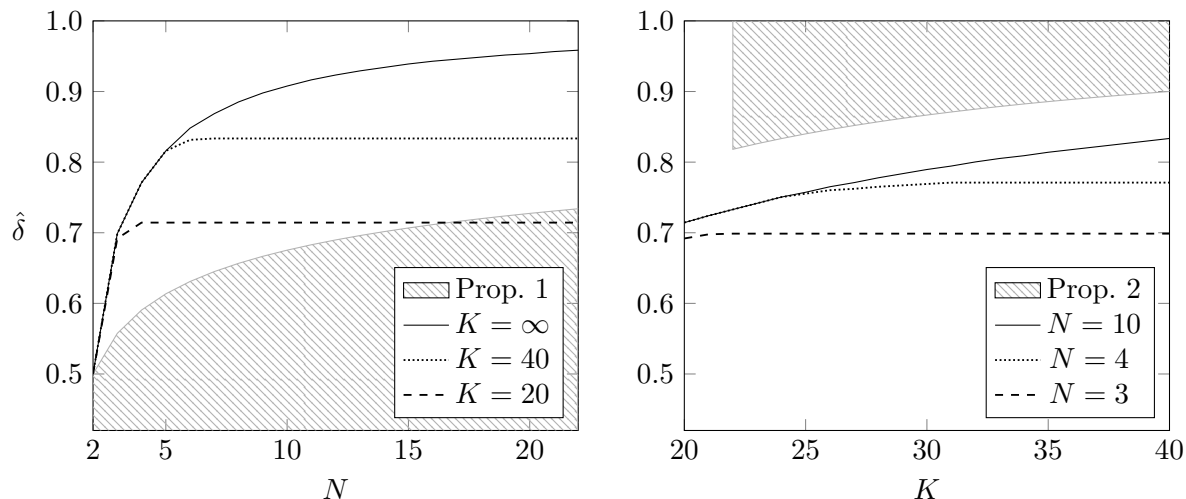 1.0
0.9
0.8
0.7
0.6
0.5
δ̂
2 5 10 15 20
N
Prop. 1
K = ∞
K = 40
K = 20
1.0
0.9
0.8
0.7
0.6
0.5
20 25 30 35 40
K
Prop. 2
N = 10
N = 4
N = 3